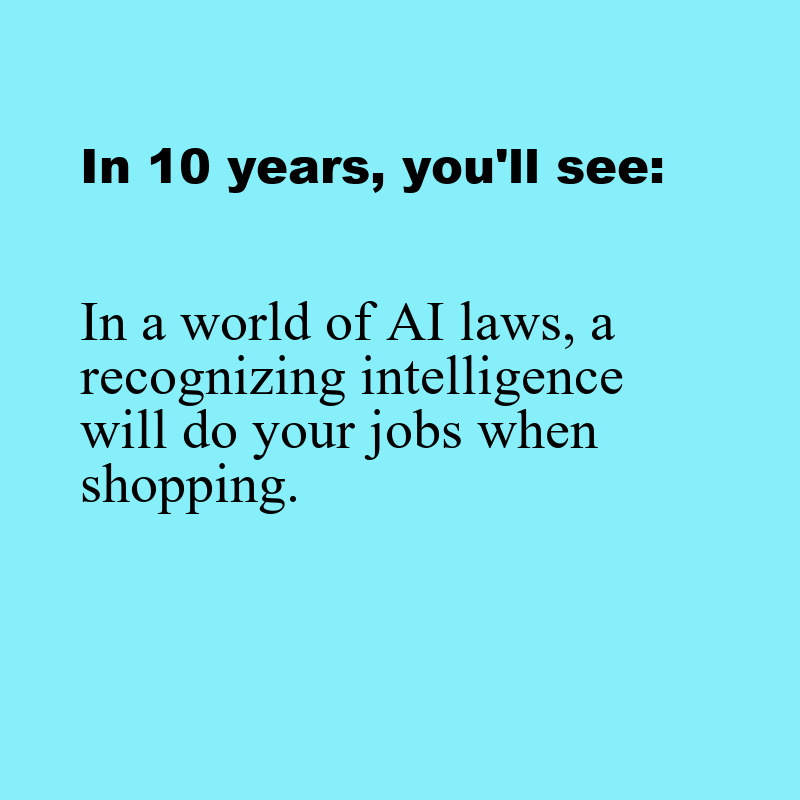 In 10 years, you'll see:
In a world of AI laws, a
recognizing intelligence
will do your jobs when
shopping.